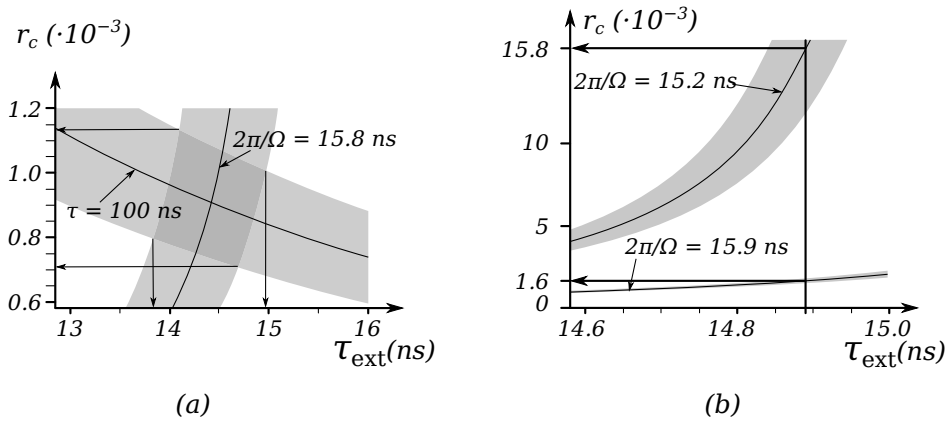 r_c (·10⁻³)
1.2
1.0
0.8
0.6
2π/Ω = 15.8 ns
τ = 100 ns
13
14
15
16
τ_ext(ns)
(a)
r_c (·10⁻³)
15.8
10
5
1.6
0
2π/Ω = 15.2 ns
2π/Ω = 15.9 ns
14.6
14.8
15.0
τ_ext(ns)
(b)